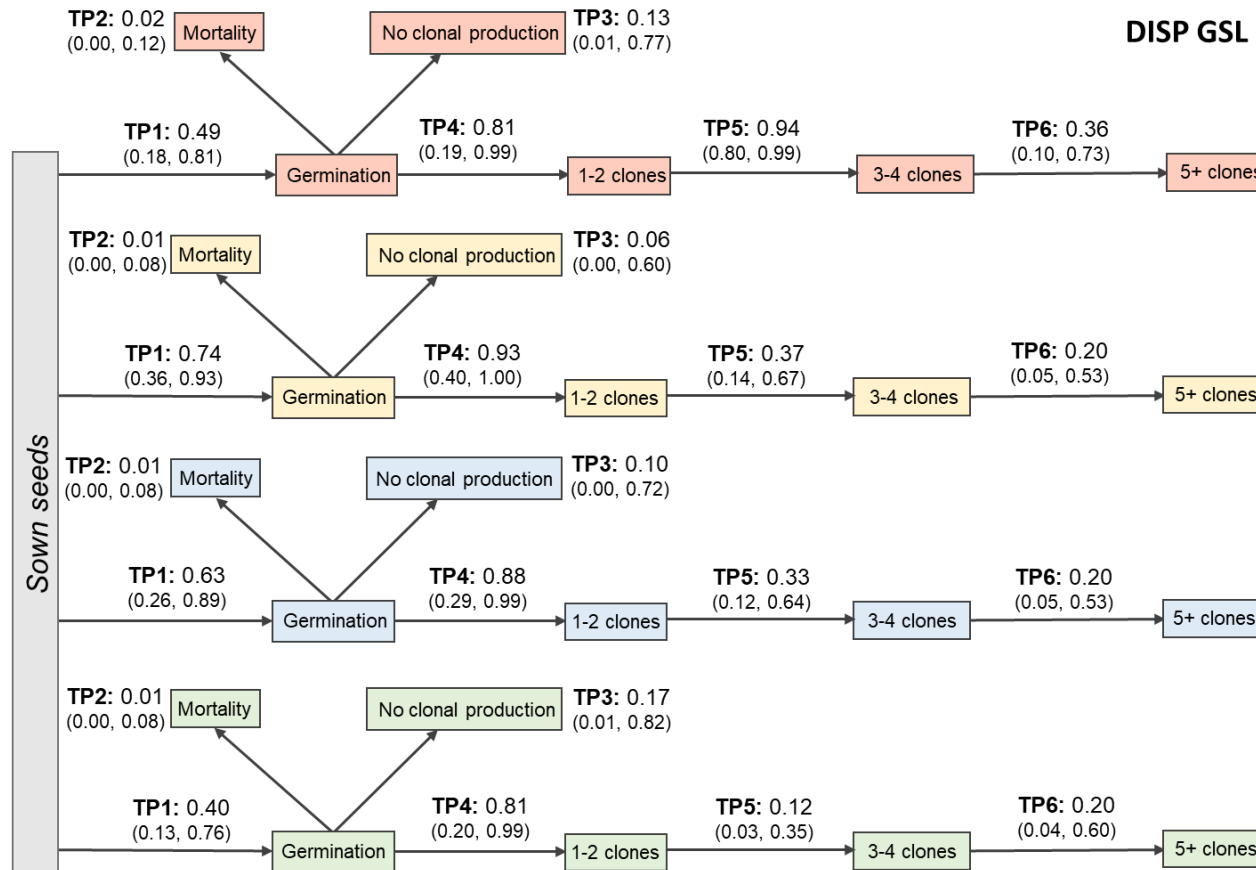 DISP GSL
TP2: 0.02
(0.00, 0.12)
Mortality
No clonal production
TP3: 0.13
(0.01, 0.77)
TP1: 0.49
(0.18, 0.81)
Germination
TP4: 0.81
(0.19, 0.99)
1-2 clones
TP5: 0.94
(0.80, 0.99)
3-4 clones
TP6: 0.36
(0.10, 0.73)
5+ clones
TP2: 0.01
(0.00, 0.08)
Mortality
No clonal production
TP3: 0.06
(0.00, 0.60)
TP1: 0.74
(0.36, 0.93)
Germination
TP4: 0.93
(0.40, 1.00)
1-2 clones
TP5: 0.37
(0.14, 0.67)
3-4 clones
TP6: 0.20
(0.05, 0.53)
5+ clones
Sown seeds
TP2: 0.01
(0.00, 0.08)
Mortality
No clonal production
TP3: 0.10
(0.00, 0.72)
TP1: 0.63
(0.26, 0.89)
Germination
TP4: 0.88
(0.29, 0.99)
1-2 clones
TP5: 0.33
(0.12, 0.64)
3-4 clones
TP6: 0.20
(0.05, 0.53)
5+ clones
TP2: 0.01
(0.00, 0.08)
Mortality
No clonal production
TP3: 0.17
(0.01, 0.82)
TP1: 0.40
(0.13, 0.76)
Germination
TP4: 0.81
(0.20, 0.99)
1-2 clones
TP5: 0.12
(0.03, 0.35)
3-4 clones
TP6: 0.20
(0.04, 0.60)
5+ clones